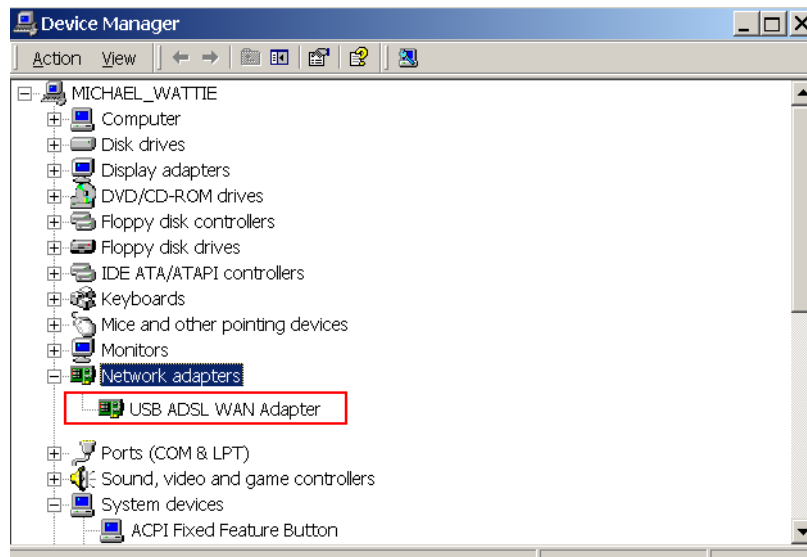 Device Manager
Action View
MICHAEL_WATTIE
Computer
Disk drives
Display adapters
DVD/CD-ROM drives
Floppy disk controllers
Floppy disk drives
IDE ATA/ATAPI controllers
Keyboards
Mice and other pointing devices
Monitors
Network adapters
USB ADSL WAN Adapter
Ports (COM & LPT)
Sound, video and game controllers
System devices
ACPI Fixed Feature Button